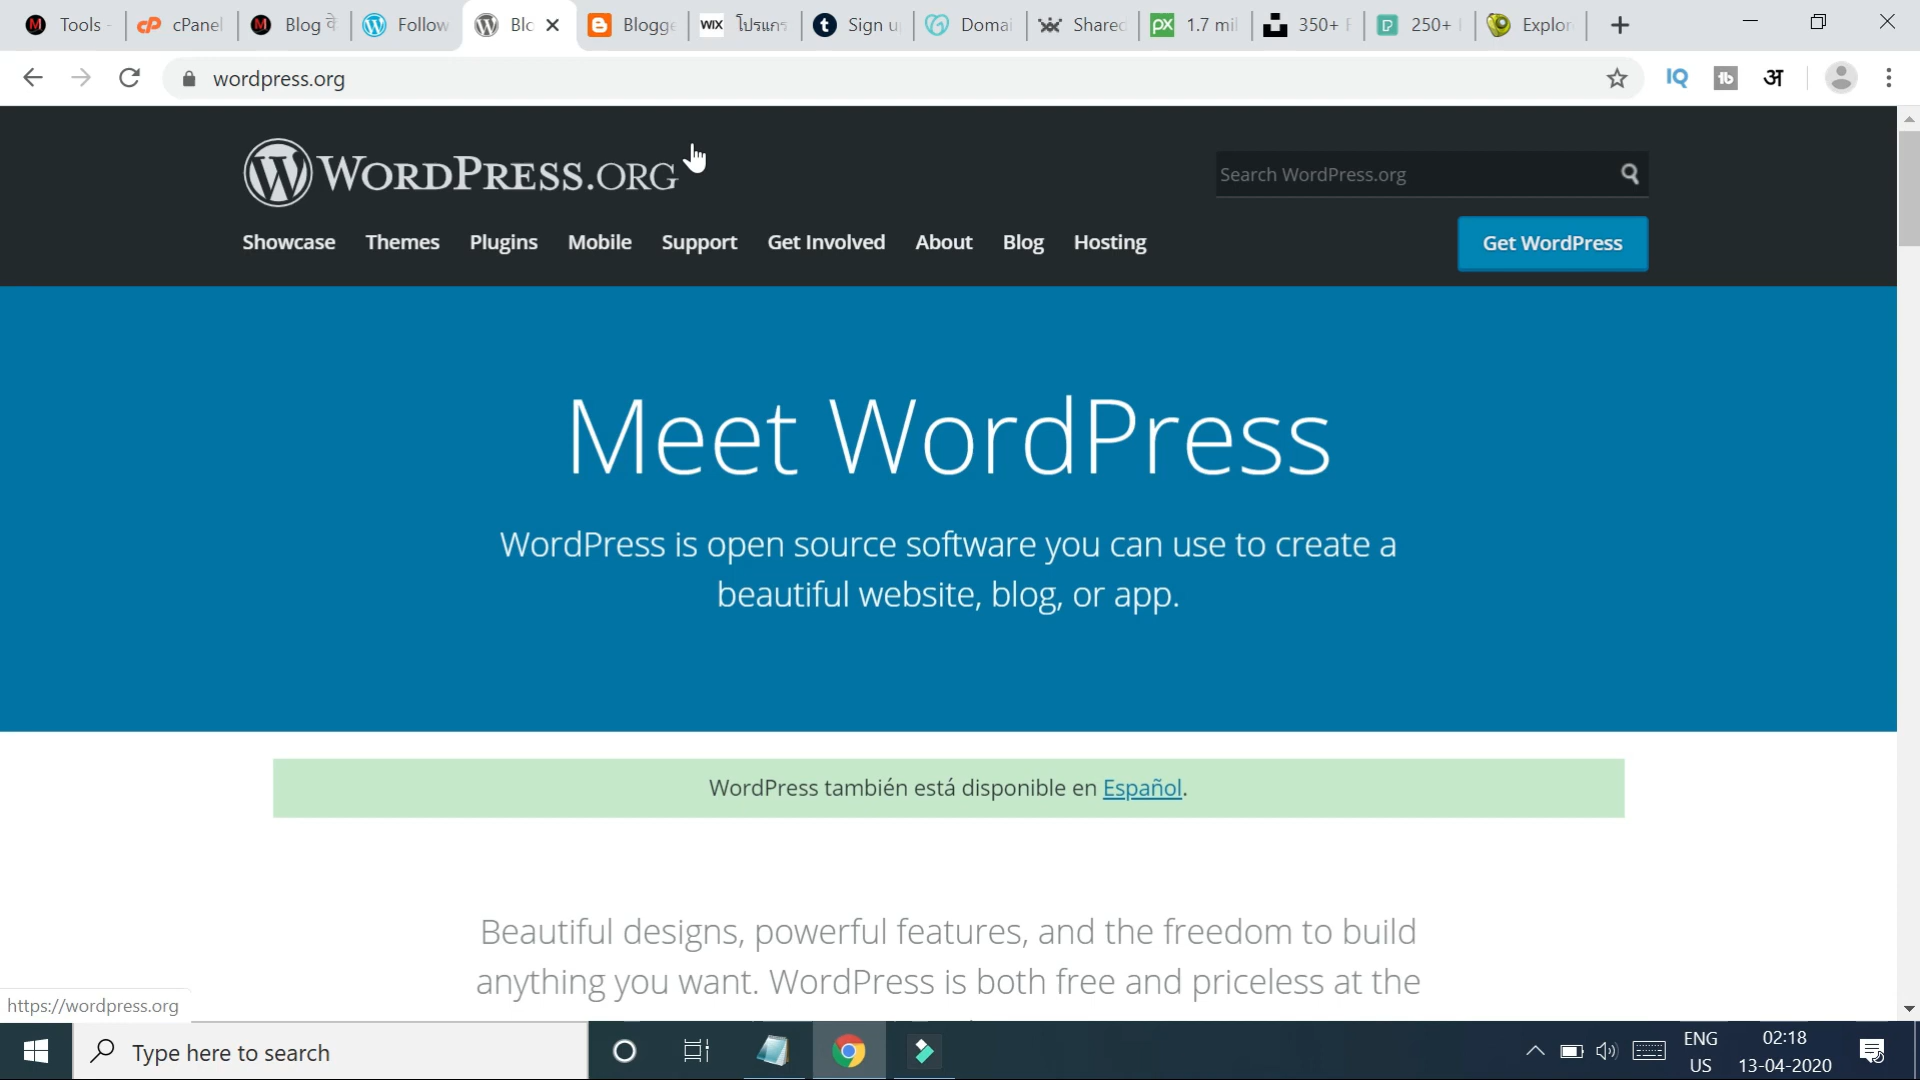 Tools
cPanel
Blog
Follow
Blo
Blogge
WIX
Sign u
Domai
Shared
1.7 mil
350+ F
250+
Explor
IQ
tb
अ
wordpress.org
WORDPRESS.ORG
Search WordPress.org
Showcase Themes Plugins Mobile Support Get Involved About Blog Hosting
Get WordPress
Meet WordPress
WordPress is open source software you can use to create a
beautiful website, blog, or app.
WordPress también está disponible en Español.
Beautiful designs, powerful features, and the freedom to build
anything you want. WordPress is both free and priceless at the
https://wordpress.org
Type here to search
ENG
US
02:18
13-04-2020